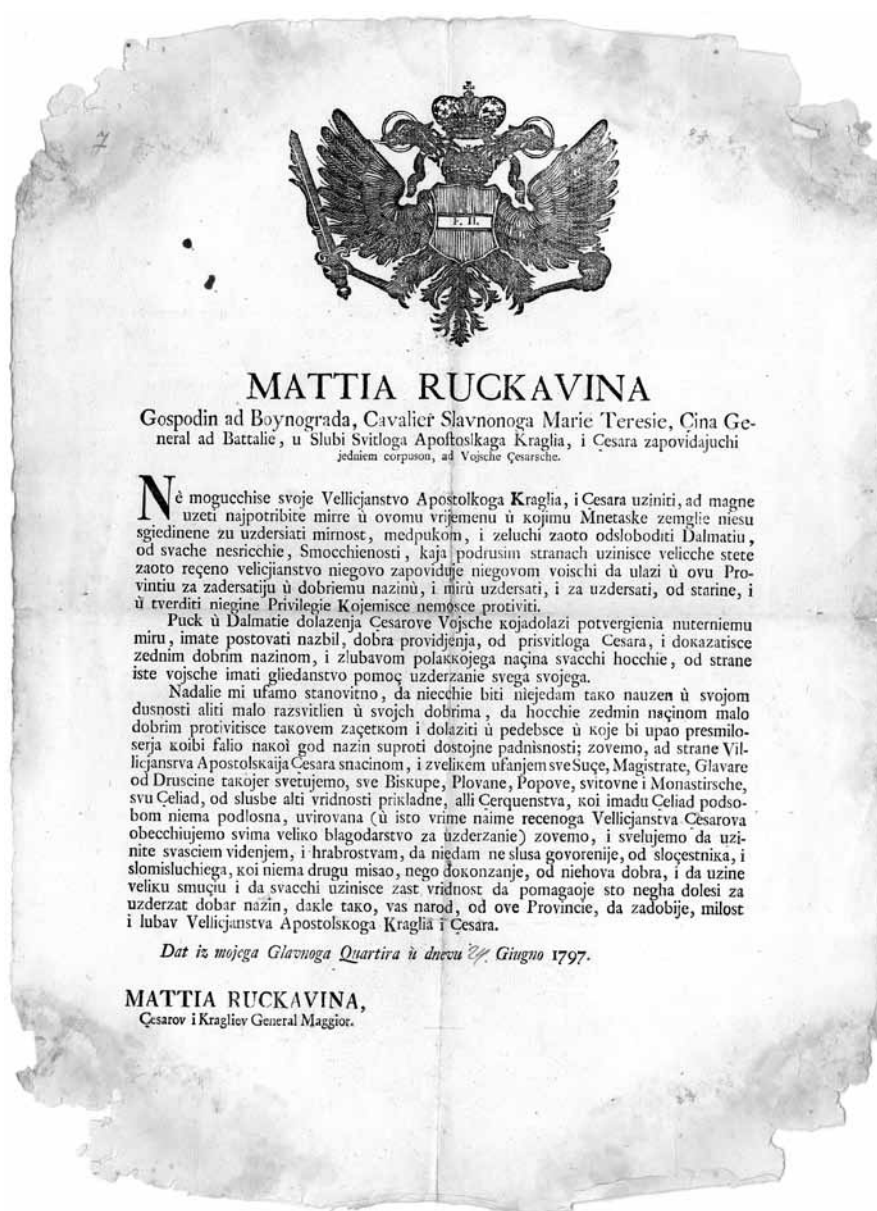 7
F. II.
MATTIA RUCKAVINA
Gospodin ad Boynograda, Cavalier Slavnonoga Marie Teresie, Çina Ge-
neral ad Battalie, u Slubi Svitloga Apostoslkaga Kraglia, i Çesara zapovidajuchi
jedniem corpuson, ad Vojsche Çesarsche.
Nè mogucchise svoje Vellicjanstvo Apostolkoga Kraglia, i Cesara uziniti, ad magne
uzeti najpotribite mirre ù ovomu vrijemenu ù kojimu Mnetaske zemglie niesu
sgiedinene zu uzdersiati mirnost, medpukom, i zeluchi zaoto odsloboditi Dalmatiu,
od svache nesricchie, Smocchienosti, kaja podrusim stranach uzinisce velicche stete
zaoto reçeno velicjianstvo niegovo zapoviduje niegovom voischi da ulazi ù ovu Pro-
vintiu za zadersatiju ù dobriemu nazinù, i mirù uzdersati, i za uzdersati, od starine, i
ù tverditi niegine Privilegie Kojemisce nemosce protiviti.
Puck ù Dalmatie dolazenja Cesarove Vojsche kojadolazi potvergienia nuterniemu
miru, imate postovati nazbil, dobra providjenja, od prisvitloga Cesara, i dokazatisce
zednim dobrim nazinom, i zlubavom polakkojega naçina svacchi hocchie, od strane
iste vojsche imati gliedanstvo pomoç uzderzanie svega svojega.
Nadalie mi ufamo stanovitno, da niecchie biti niejedam tako nauzen ù svojom
dusnosti aliti malo razsvitlien ù svojch dobrima, da hocchie zedmin naçinom malo
dobrim protivitisce takovem zaçetkom i dolaziti ù pedebsce ù koje bi upao presmilo-
serja koibi falio nakoi god nazin suproti dostojne padnisnosti; zovemo, ad strane Vil-
licjansrva Apostolskaija Cesara snacinom, i zvelikem ufanjem sve Suçe, Magistrate, Glavare
od Druscine takojer svetujemo, sve Biskupe, Plovane, Popove, svitovne i Monastirsche,
svu Çeliad, od slusbe alti vridnosti prikladne, alli Çerquenstva, koi imadu Çeliad podso-
bom niema podlosna, uvirovana (ù isto vrime naime recenoga Vellicjanstva Cesarova
obecchiujemo svima veliko blagodarstvo za uzderzanie) zovemo, i svelujemo da uzi-
nite svasciem videnjem, i hrabrostvam, da niedam ne slusa govorenije, od sloçestnika, i
slomisluchiega, koi niema drugu misao, nego dokonzanje, od niehova dobra, i da uzine
veliku smuçiu i da svacchi uzinisce zast vridnost da pomagaoje sto negha dolesi za
uzderzat dobar nazin, dakle tako, vas narod, od ove Provincie, da zadobije, milost
i lubav Vellicjanstva Apostolskoga Kraglia i Çesara.
Dat iz mojega Glavnoga Quartira ù dnevu Giugno 1797.
MATTIA RUCKAVINA,
Çesarov i Kragliev General Maggior.